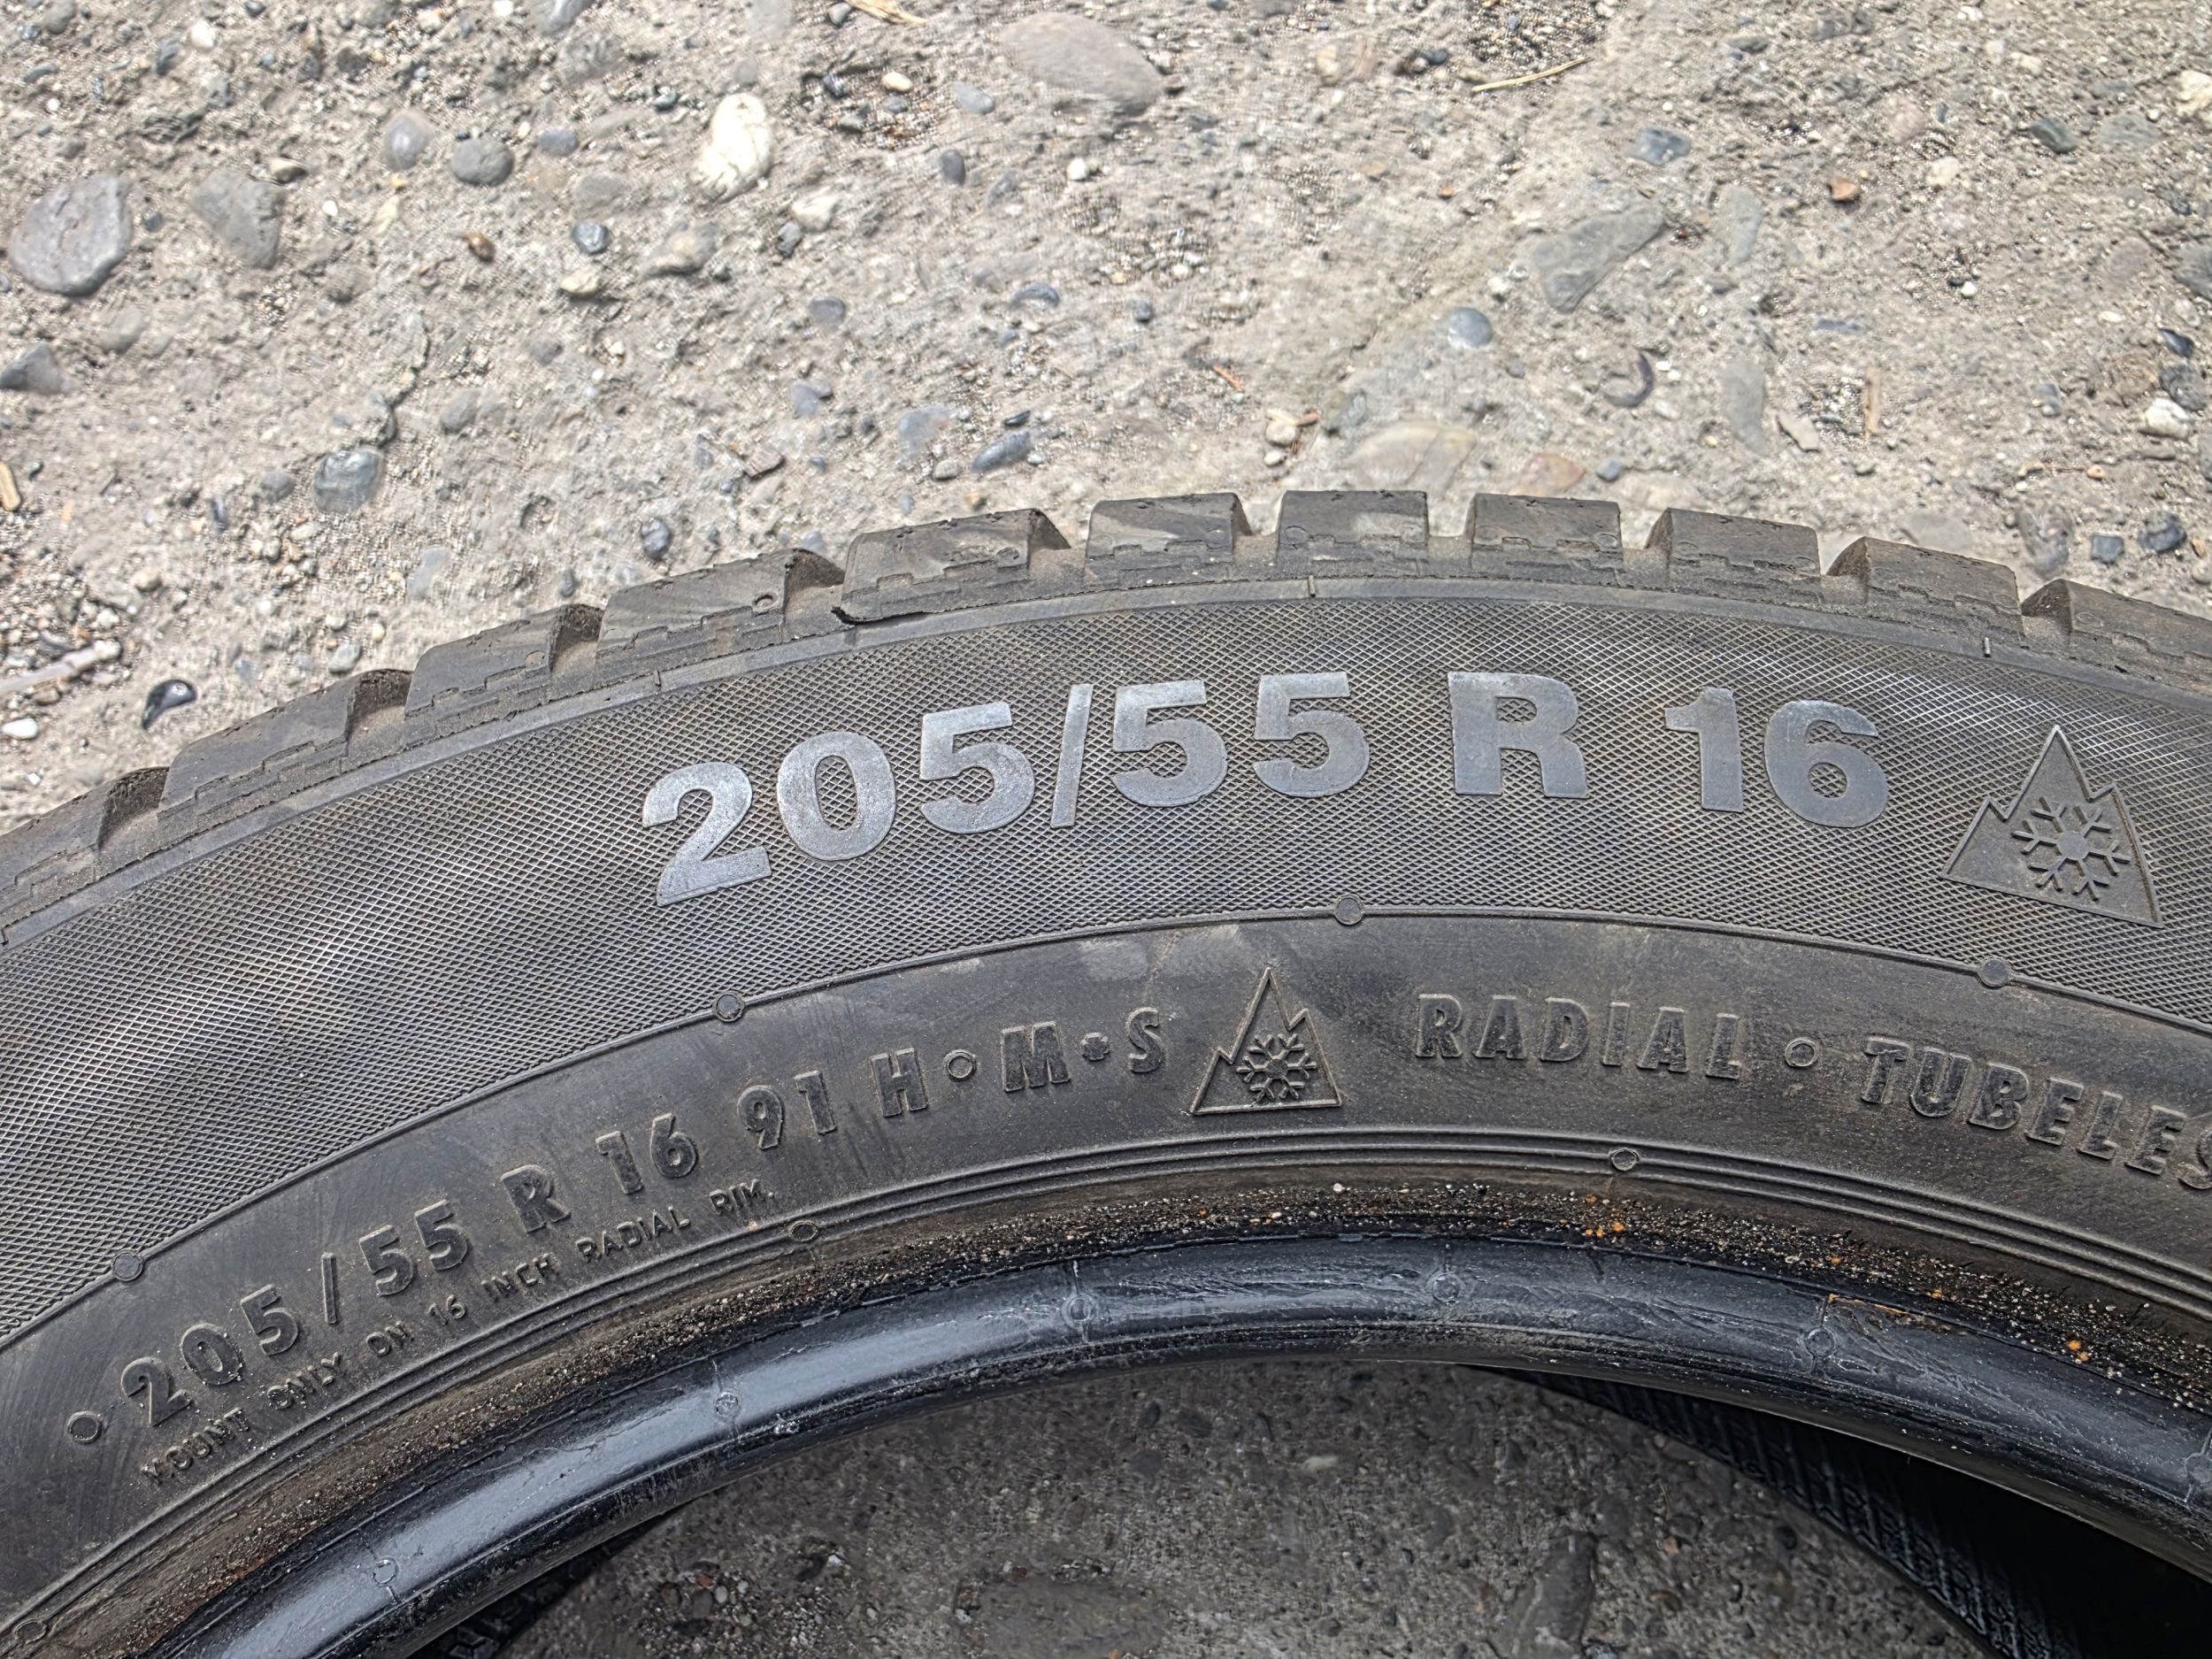 205/55 R 16
• 205/55 R 16 91 H • M+S RADIAL • TUBELES
MOUNT ONLY ON 16 INCH RADIAL RIM.